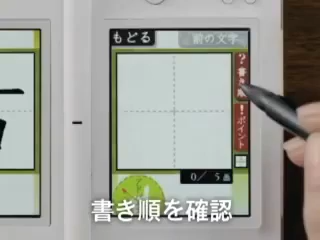 もどる
前の文字
?書き順
!ポイント
0/5画
書き順を確認